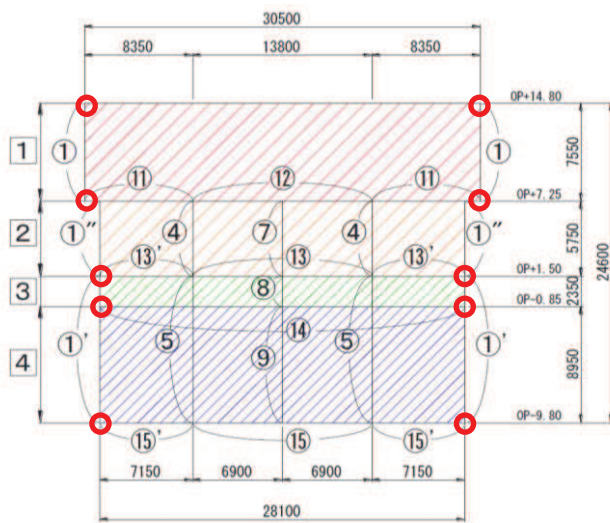 30500
8350 13800 8350
OP+14.80
1 ① ① 7550
⑪ ⑫ ⑪ OP+7.25
2 ①″ ④ ⑦ ④ ①″ 5750 24600
⑬' ⑬ ⑬' OP+1.50
3 ⑧ 2350
OP-0.85
4 ①' ⑤ ⑭ ⑨ ⑤ ①' 8950
OP-9.80
⑮' ⑮ ⑮'
7150 6900 6900 7150
28100